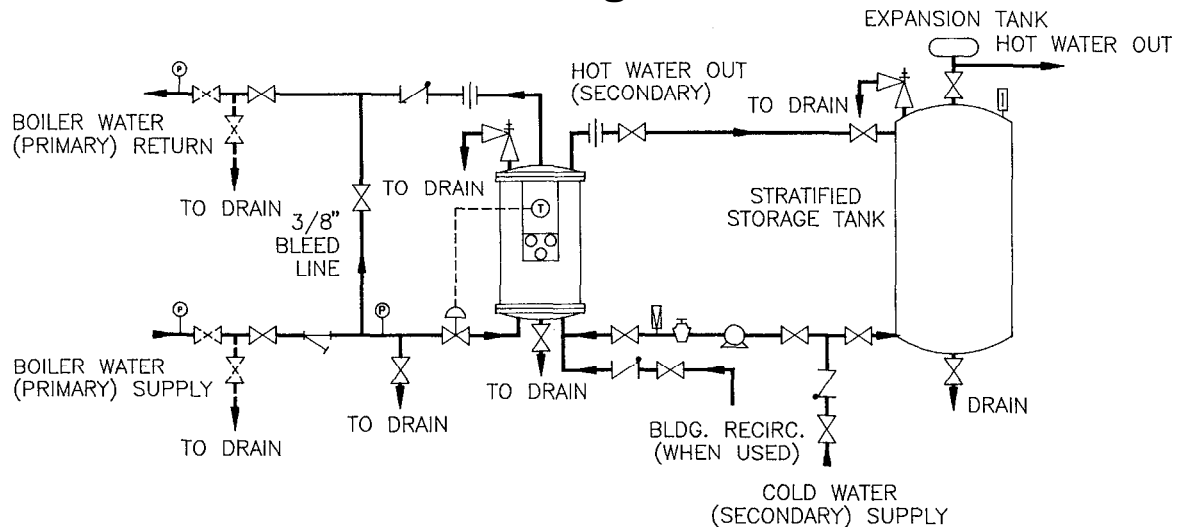 EXPANSION TANK
HOT WATER OUT
HOT WATER OUT
(SECONDARY)
P
TO DRAIN
BOILER WATER
(PRIMARY) RETURN
TO DRAIN
TO DRAIN
3/8"
BLEED
LINE
T
STRATIFIED
STORAGE TANK
P
P
BOILER WATER
(PRIMARY) SUPPLY
TO DRAIN
TO DRAIN
TO DRAIN
BLDG. RECIRC.
(WHEN USED)
DRAIN
COLD WATER
(SECONDARY) SUPPLY